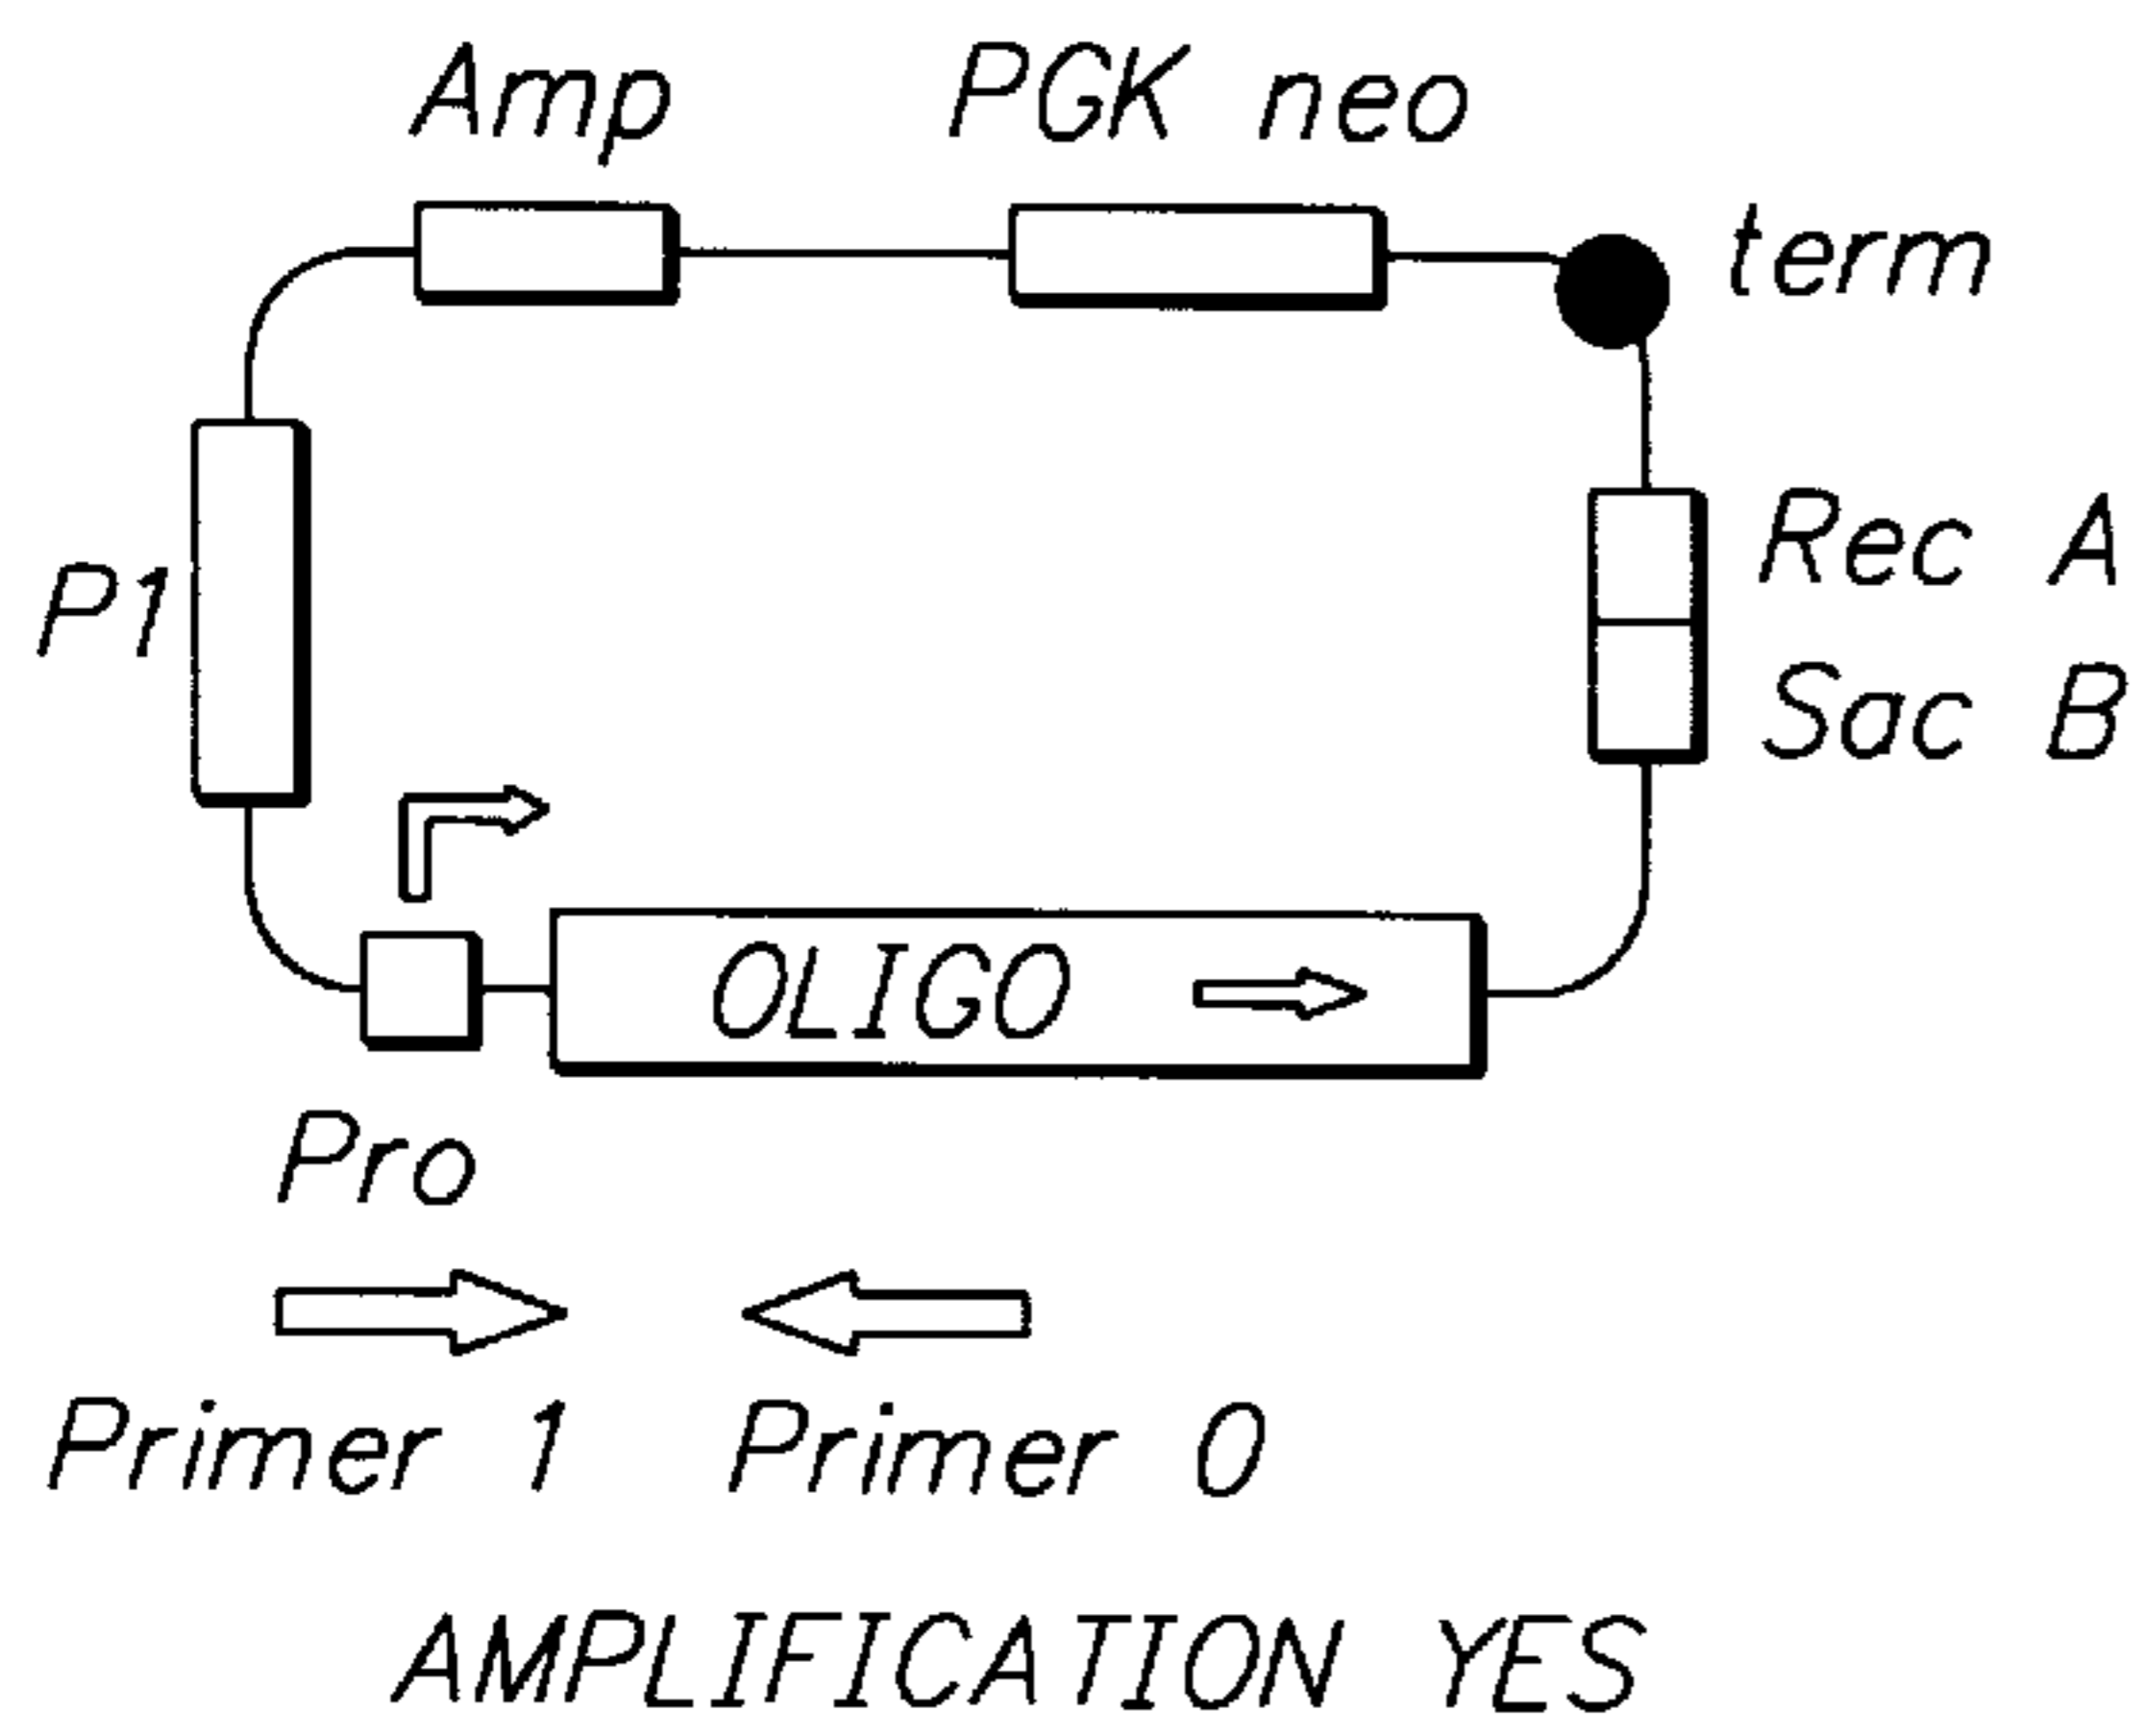 Amp PGK neo
term
Rec A
P1
Sac B
OLIGO
Pro
Primer 1 Primer 0
AMPLIFICATION YES